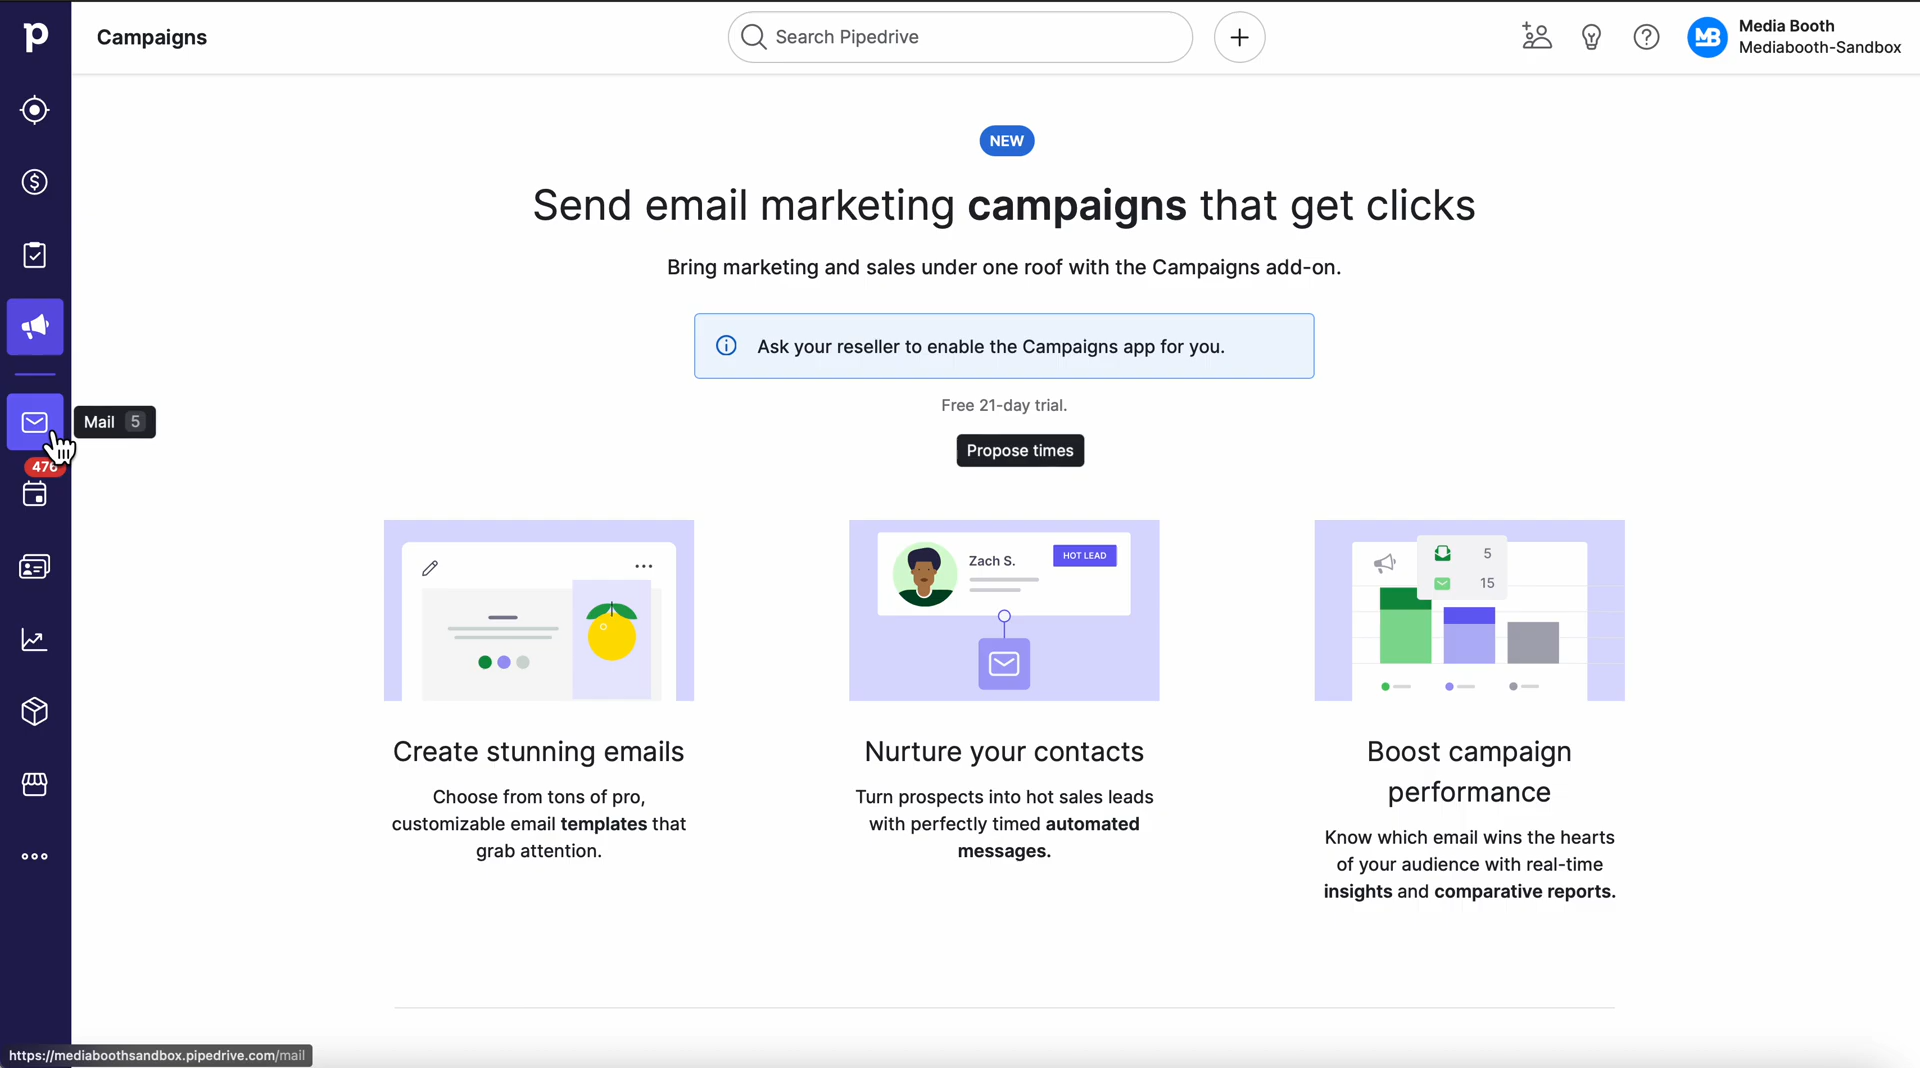 Campaigns
Search Pipedrive
Media Booth
Mediabooth-Sandbox
NEW
Send email marketing campaigns that get clicks
Bring marketing and sales under one roof with the Campaigns add-on.
Ask your reseller to enable the Campaigns app for you.
Free 21-day trial.
Propose times
Mail 5
476
Zach S.
HOT LEAD
5
15
Create stunning emails
Choose from tons of pro,
customizable email templates that
grab attention.
Nurture your contacts
Turn prospects into hot sales leads
with perfectly timed automated
messages.
Boost campaign
performance
Know which email wins the hearts
of your audience with real-time
insights and comparative reports.
https://mediaboothsandbox.pipedrive.com/mail